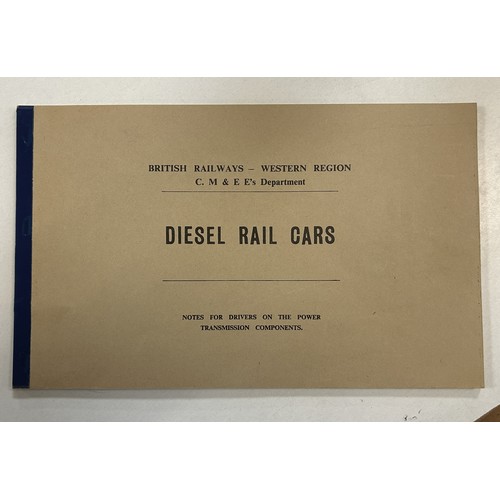 BRITISH RAILWAYS – WESTERN REGION
C. M & E E's Department
DIESEL RAIL CARS
NOTES FOR DRIVERS ON THE POWER
TRANSMISSION COMPONENTS.